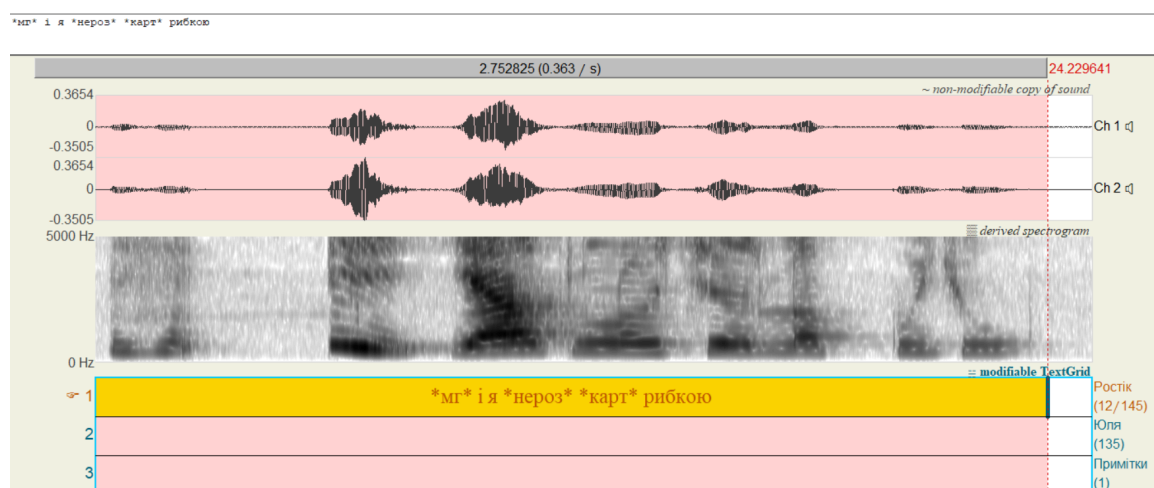 *мг* і я *нероз* *карт* рибкою
2.752825 (0.363 / s)
24.229641
~ non-modifiable copy of sound
0.3654
0
-0.3505
Ch 1
0.3654
0
-0.3505
Ch 2
5000 Hz
derived spectrogram
0 Hz
modifiable TextGrid
1
*мг* і я *нероз* *карт* рибкою
Ростік
(12/145)
2
Юля
(135)
3
Примітки
(1)